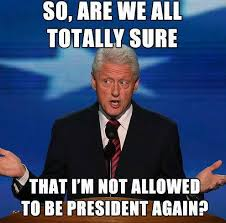 SO, ARE WE ALL
TOTALLY SURE
THAT I'M NOT ALLOWED
TO BE PRESIDENT AGAIN?